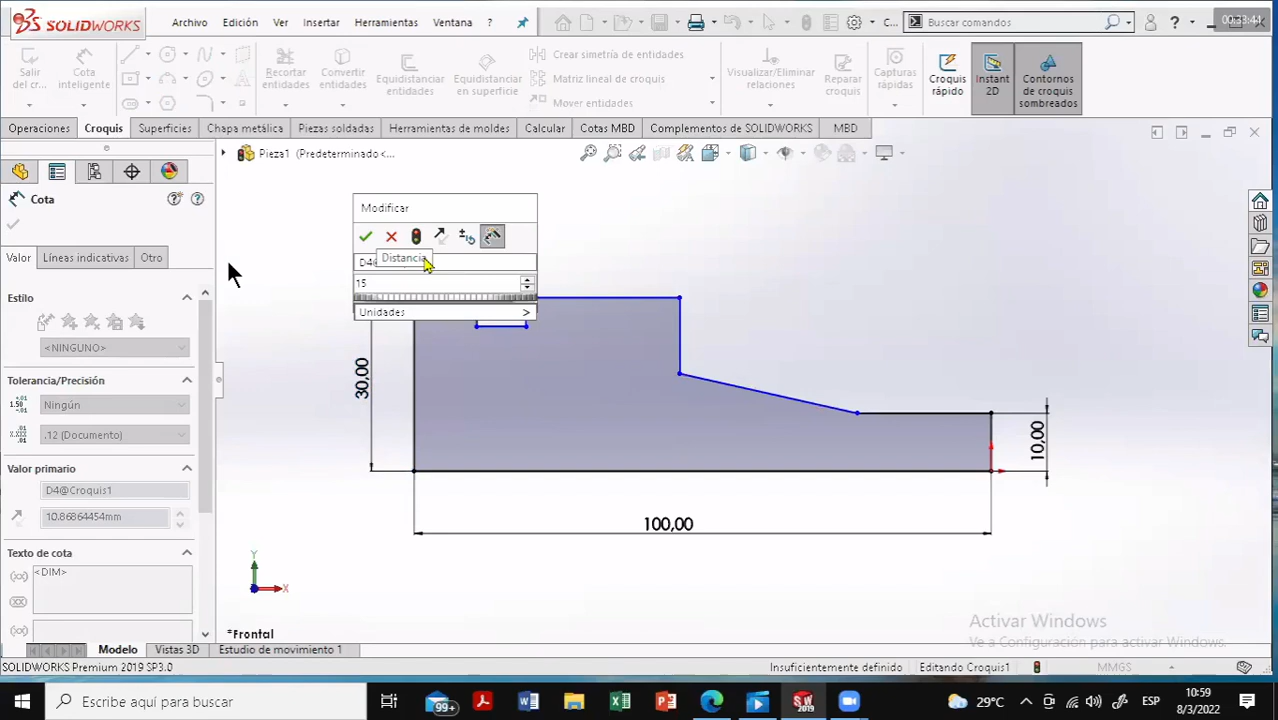 SOLIDWORKS
Archivo Edición Ver Insertar Herramientas Ventana ?
C...
Buscar comandos
?
Salir del cr...
Cota inteligente
Recortar entidades
Convertir entidades
Equidistanciar entidades
Equidistanciar en superficie
Crear simetría de entidades
Matriz lineal de croquis
Mover entidades
Visualizar/Eliminar relaciones
Reparar croquis
Capturas rápidas
Croquis rápido
Instant 2D
Contornos de croquis sombreados
Operaciones Croquis Superficies Chapa metálica Piezas soldadas Herramientas de moldes Calcular Cotas MBD Complementos de SOLIDWORKS MBD
Pieza1 (Predeterminado<...
Cota
Valor Líneas indicativas Otro
Estilo
<NINGUNO>
Tolerancia/Precisión
Ningún
.12 (Documento)
Valor primario
D4@Croquis1
10.86864454mm
Texto de cota
<DIM>
Modificar
Distancia
15
Unidades
30,00
10,00
100,00
Y
X
*Frontal
Activar Windows
Ve a Configuración para activar Windows.
Modelo Vistas 3D Estudio de movimiento 1
SOLIDWORKS Premium 2019 SP3.0
Insuficientemente definido Editando Croquis1 MMGS
Escribe aquí para buscar
99+
29°C
ESP
10:59
8/3/2022